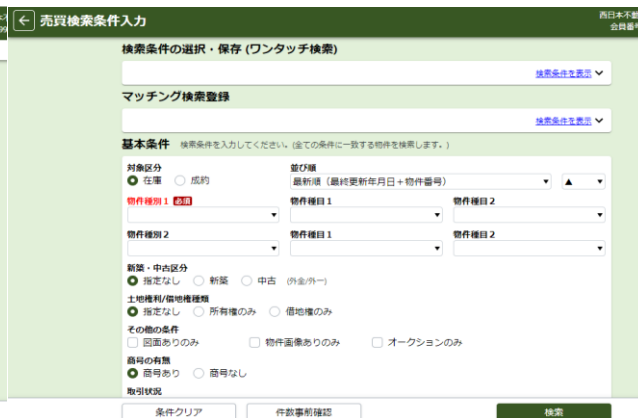 売買検索条件入力
西日本不動
会員番号
検索条件の選択・保存 (ワンタッチ検索)
検索条件を表示
マッチング検索登録
検索条件を表示
基本条件 検索条件を入力してください。(全ての条件に一致する物件を検索します。)
対象区分 並び順
在庫 成約 最新順（最終更新年月日＋物件番号） ▲
物件種別1 必須 物件種目1 物件種目2
物件種別2 物件種目1 物件種目2
新築・中古区分
指定なし 新築 中古 (外金/外一)
土地権利/借地権種類
指定なし 所有権のみ 借地権のみ
その他の条件
図面ありのみ 物件画像ありのみ オークションのみ
商号の有無
商号あり 商号なし
取引状況
条件クリア 件数事前確認 検索